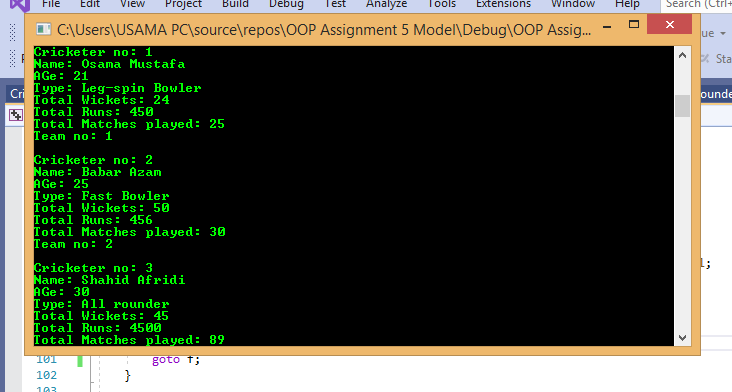 File Edit View Project Build Debug Test Analyze Tools Extensions Window Help Search (Ctrl+
C:\Users\USAMA PC\source\repos\OOP Assignment 5 Model\Debug\OOP Assig...
Cricketer no: 1
Name: Osama Mustafa
AGe: 21
Type: Leg-spin Bowler
Total Wickets: 24
Total Runs: 450
Total Matches played: 25
Team no: 1
Cricketer no: 2
Name: Babar Azam
AGe: 25
Type: Fast Bowler
Total Wickets: 50
Total Runs: 456
Total Matches played: 30
Team no: 2
Cricketer no: 3
Name: Shahid Afridi
AGe: 30
Type: All rounder
Total Wickets: 45
Total Runs: 4500
Total Matches played: 89
101 goto f;
102 }
103